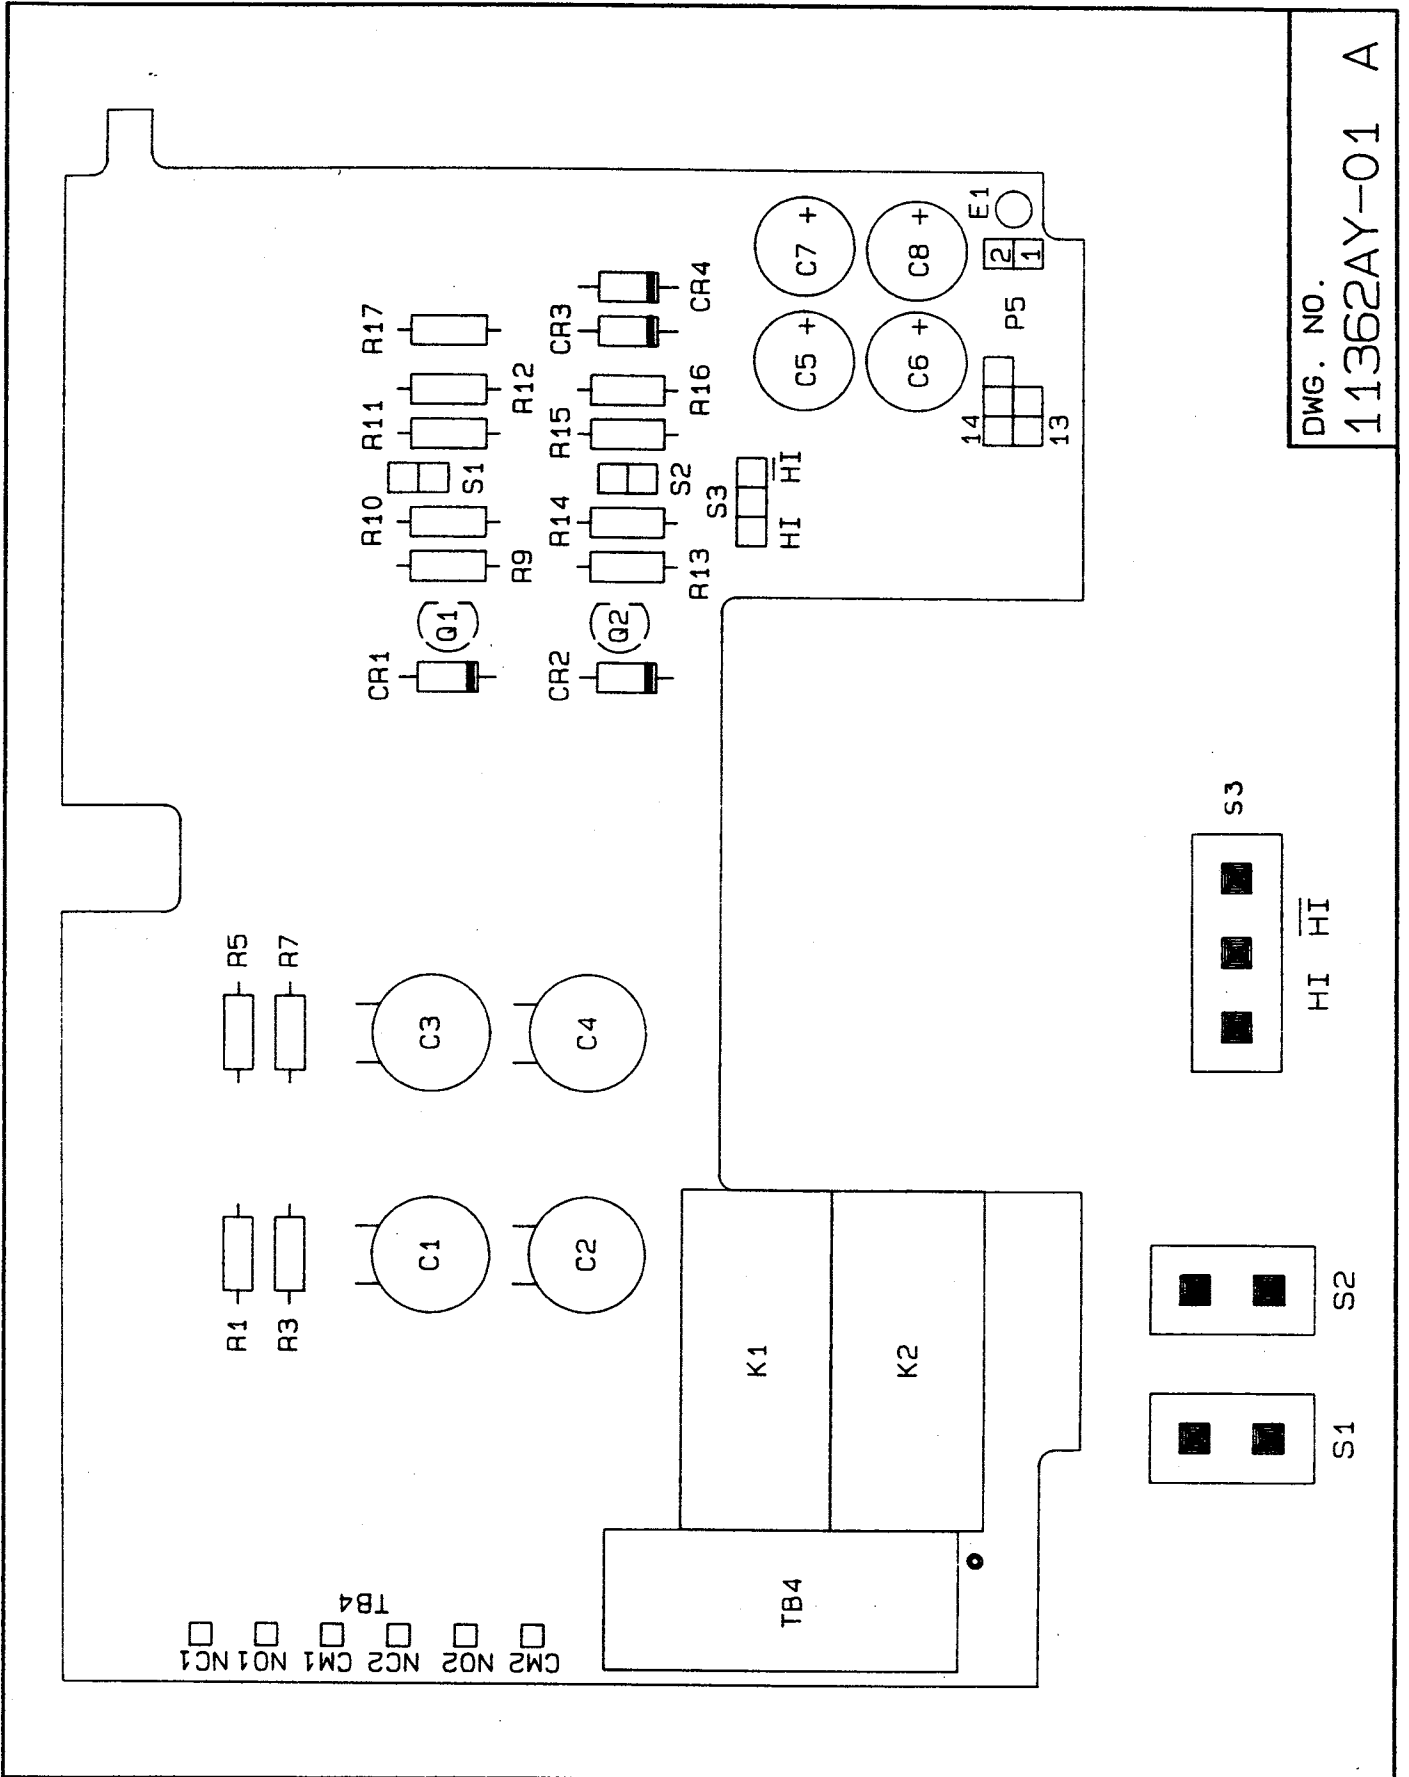 DWG. NO.
11362AY-01 A
R5
R7
R1
R3
C3
C4
C1
C2
R17
R11
R12
S1
R10
R9
Q1
CR1
CR3
CR4
R15
R16
S2
R14
R13
Q2
CR2
S3
HI
HI
C7 +
C8 +
C5 +
C6 +
E1
2
1
P5
14
13
K1
K2
TB4
TB4
NC1
NO1
CM1
NC2
NO2
CM2
S1
S2
S3
HI
HI